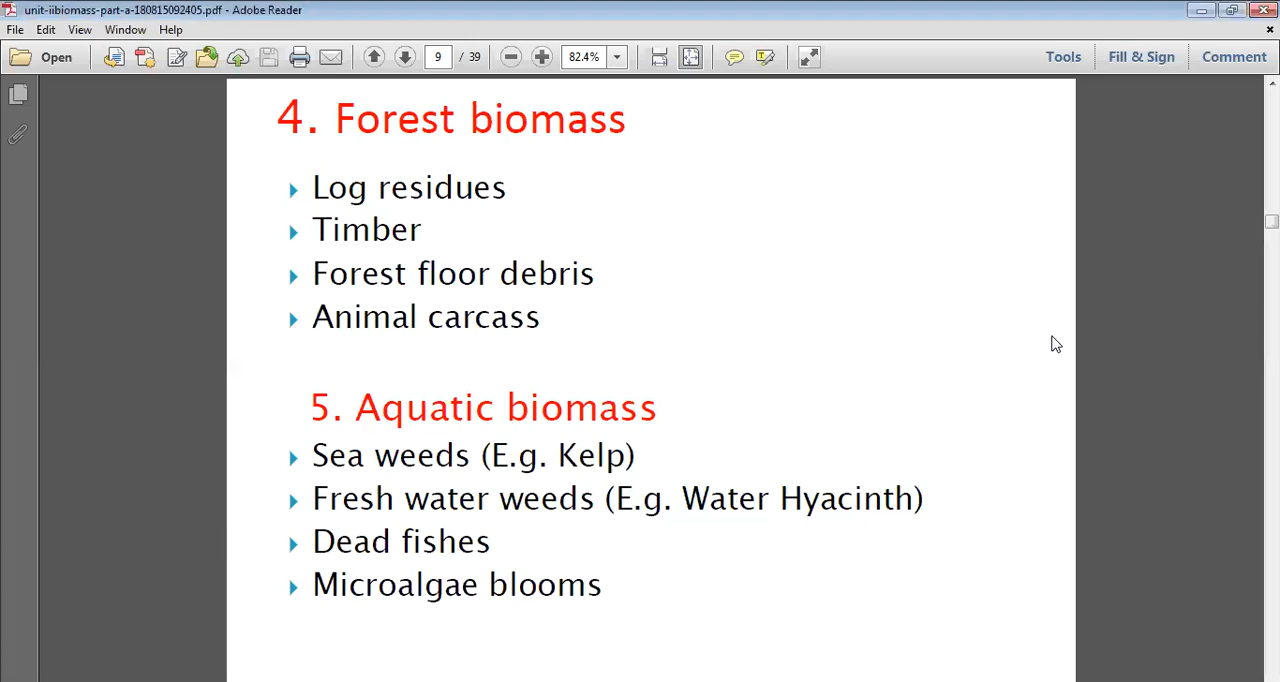 unit-iibiomass-part-a-180815092405.pdf - Adobe Reader
File Edit View Window Help
Open 9 / 39 82.4% Tools Fill & Sign Comment
4. Forest biomass
Log residues
Timber
Forest floor debris
Animal carcass
5. Aquatic biomass
Sea weeds (E.g. Kelp)
Fresh water weeds (E.g. Water Hyacinth)
Dead fishes
Microalgae blooms